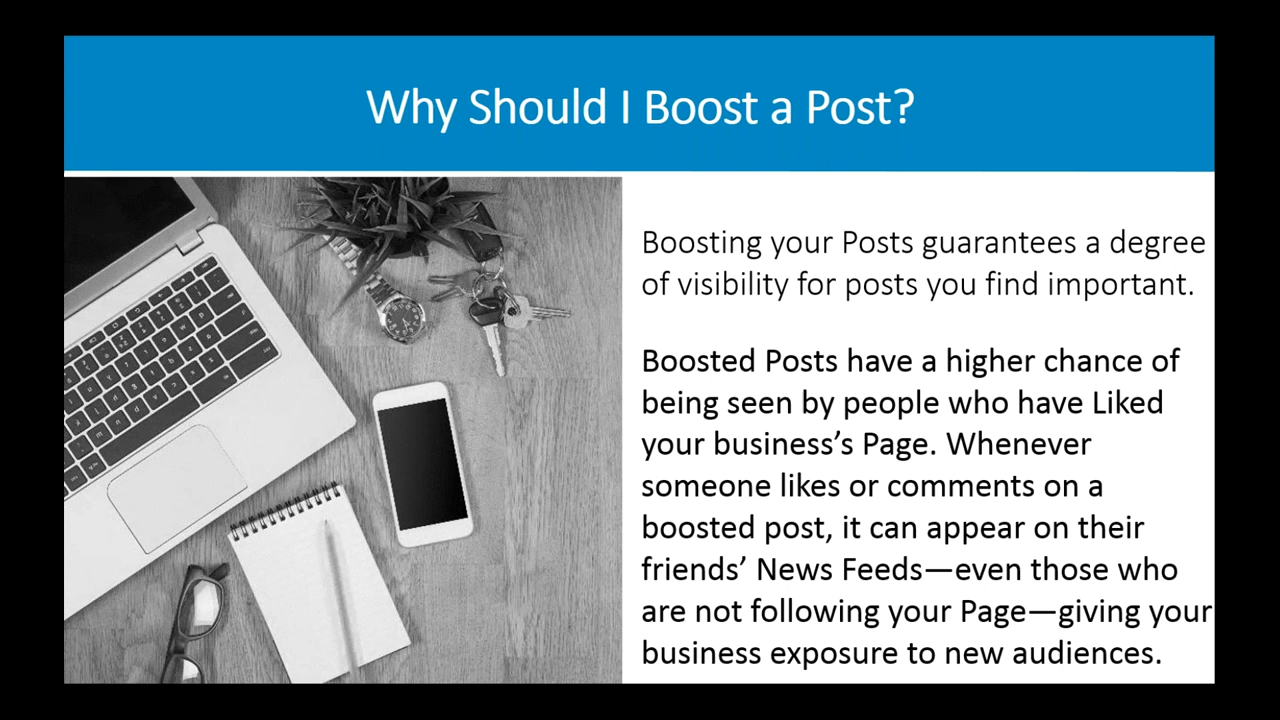 Why Should I Boost a Post?
Boosting your Posts guarantees a degree
of visibility for posts you find important.
Boosted Posts have a higher chance of
being seen by people who have Liked
your business’s Page. Whenever
someone likes or comments on a
boosted post, it can appear on their
friends’ News Feeds—even those who
are not following your Page—giving your
business exposure to new audiences.